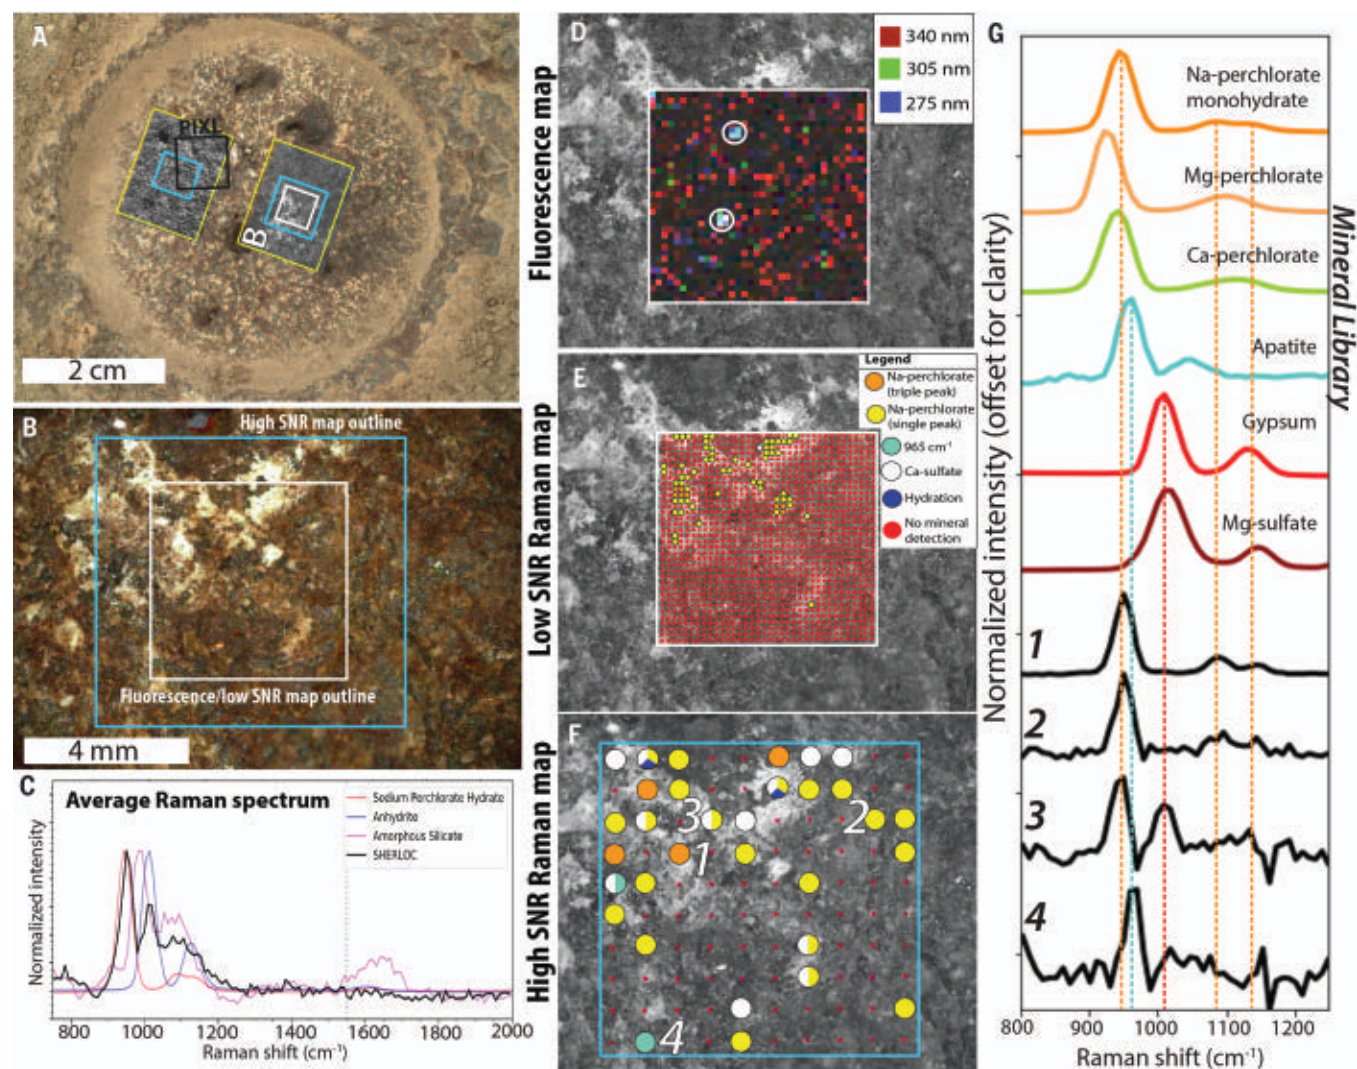 A
PIXL
B
2 cm
B
High SNR map outline
Fluorescence/low SNR map outline
4 mm
C
Average Raman spectrum
Sodium Perchlorate Hydrate
Anhydrite
Amorphous Silicate
SHERLOC
Normalized intensity
800
1000
1200
1400
1600
1800
2000
Raman shift (cm⁻¹)
Fluorescence map
D
340 nm
305 nm
275 nm
Low SNR Raman map
E
Legend
Na-perchlorate
(triple peak)
Na-perchlorate
(single peak)
965 cm⁻¹
Ca-sulfate
Hydration
No mineral
detection
High SNR Raman map
F
3
2
1
4
G
Normalized intensity (offset for clarity)
Na-perchlorate
monohydrate
Mg-perchlorate
Ca-perchlorate
Apatite
Gypsum
Mg-sulfate
Mineral Library
1
2
3
4
800
900
1000
1100
1200
Raman shift (cm⁻¹)